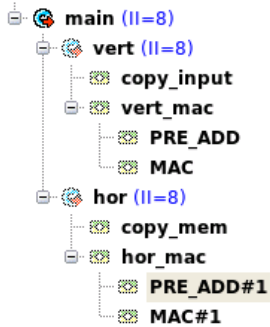 main (II=8)
vert (II=8)
copy_input
vert_mac
PRE_ADD
MAC
hor (II=8)
copy_mem
hor_mac
PRE_ADD#1
MAC#1